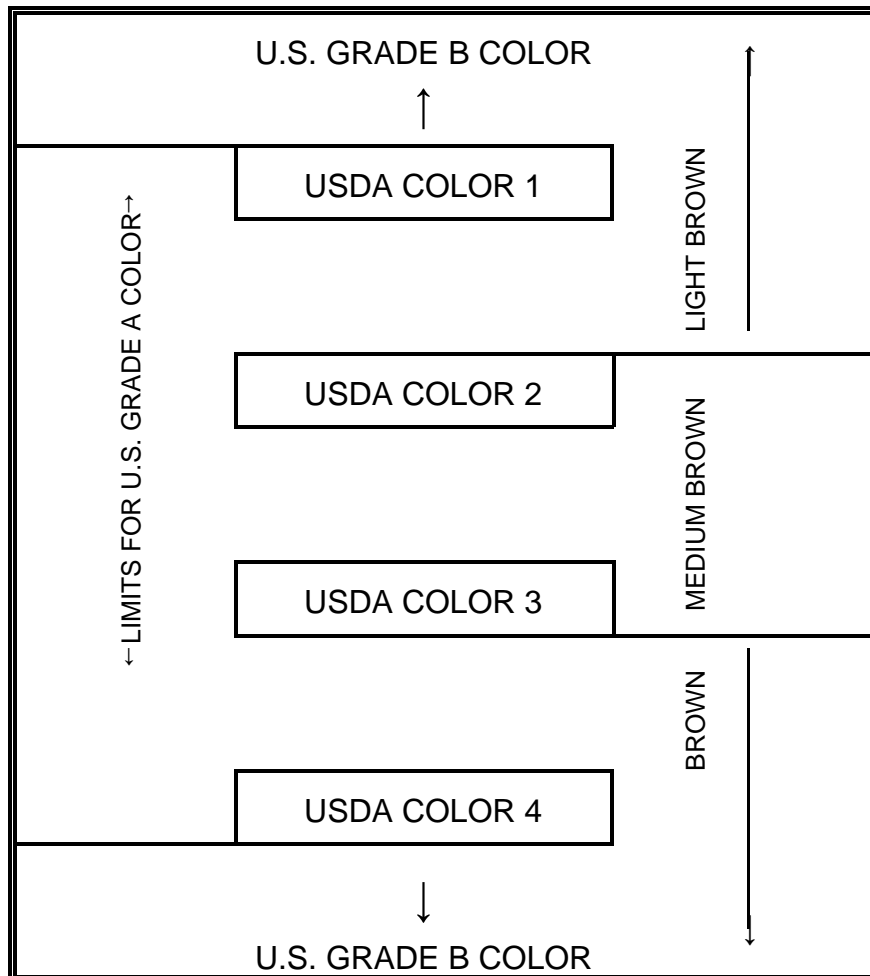 U.S. GRADE B COLOR
↑
USDA COLOR 1
←LIMITS FOR U.S. GRADE A COLOR→
LIGHT BROWN
USDA COLOR 2
MEDIUM BROWN
USDA COLOR 3
BROWN
USDA COLOR 4
↓
U.S. GRADE B COLOR